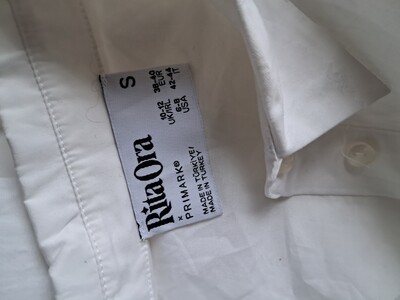 Rita Ora
x
PRIMARK®
MADE IN TÜRKIYE/
MADE IN TURKEY
10-12
UK/IRL
6-8
USA
38-40
EUR
42-44
IT
S